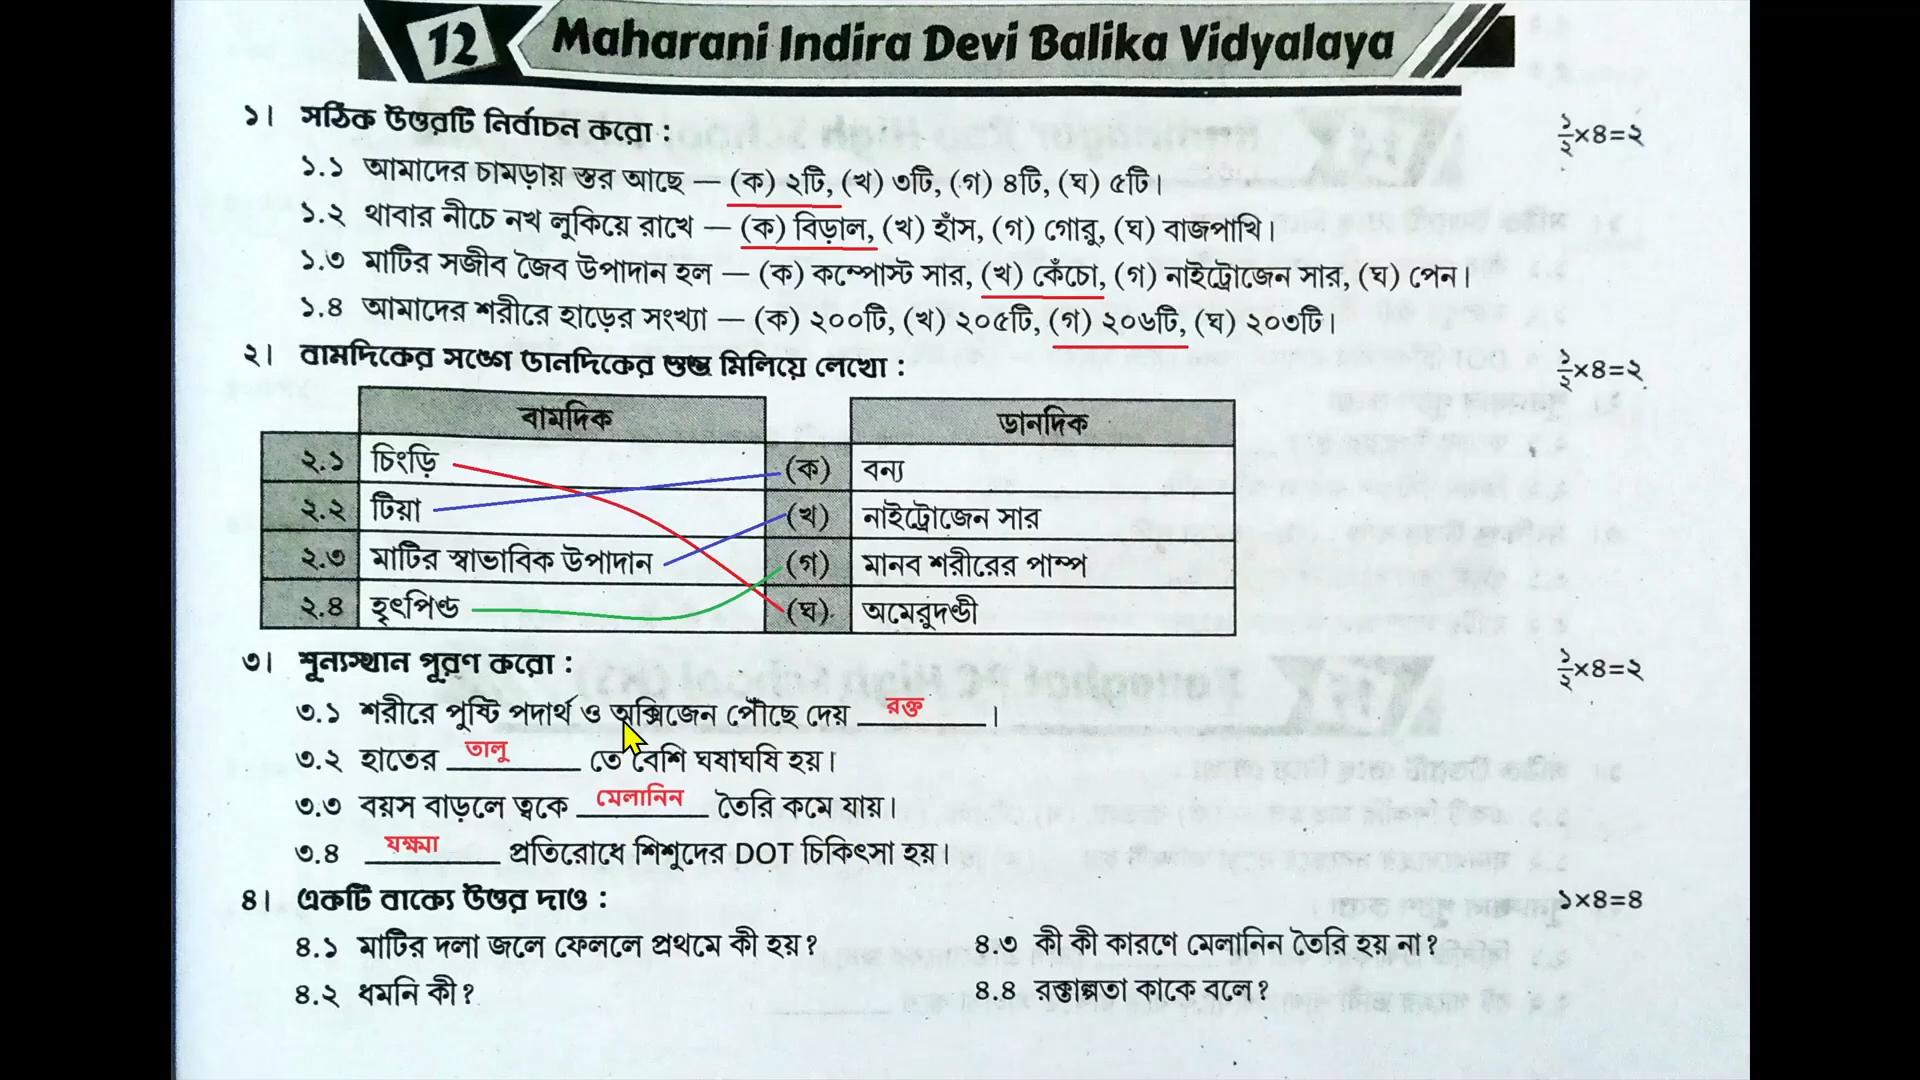 12 Maharani Indira Devi Balika Vidyalaya
১। সঠিক উত্তরটি নির্বাচন করো : ১/২×৪=২
১.১ আমাদের চামড়ায় স্তর আছে — (ক) ২টি, (খ) ৩টি, (গ) ৪টি, (ঘ) ৫টি।
১.২ থাবার নীচে নখ লুকিয়ে রাখে — (ক) বিড়াল, (খ) হাঁস, (গ) গোরু, (ঘ) বাজপাখি।
১.৩ মাটির সজীব জৈব উপাদান হল — (ক) কম্পোস্ট সার, (খ) কেঁচো, (গ) নাইট্রোজেন সার, (ঘ) পেন।
১.৪ আমাদের শরীরে হাড়ের সংখ্যা — (ক) ২০০টি, (খ) ২০৫টি, (গ) ২০৬টি, (ঘ) ২০৩টি।
২। বামদিকের সঙ্গে ডানদিকের স্তম্ভ মিলিয়ে লেখো : ১/২×৪=২
বামদিক ডানদিক
২.১ চিংড়ি (ক) বন্য
২.২ টিয়া (খ) নাইট্রোজেন সার
২.৩ মাটির স্বাভাবিক উপাদান (গ) মানব শরীরের পাম্প
২.৪ হৃৎপিণ্ড (ঘ) অমেরুদণ্ডী
৩। শূন্যস্থান পূরণ করো : ১/২×৪=২
৩.১ শরীরে পুষ্টি পদার্থ ও অক্সিজেন পৌঁছে দেয় রক্ত ।
৩.২ হাতের তালু তে বেশি ঘষাঘষি হয়।
৩.৩ বয়স বাড়লে ত্বকে মেলানিন তৈরি কমে যায়।
৩.৪ যক্ষ্মা প্রতিরোধে শিশুদের DOT চিকিৎসা হয়।
৪। একটি বাক্যে উত্তর দাও : ১×৪=৪
৪.১ মাটির দলা জলে ফেললে প্রথমে কী হয়? ৪.৩ কী কী কারণে মেলানিন তৈরি হয় না?
৪.২ ধমনি কী? ৪.৪ রক্তাল্পতা কাকে বলে?